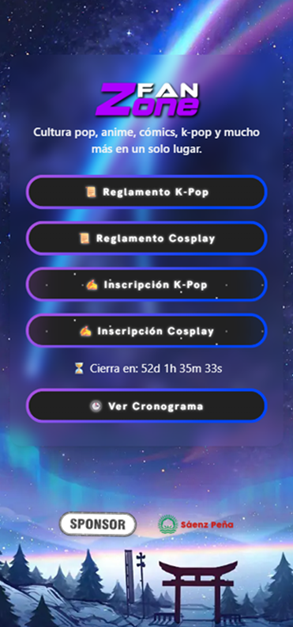 FAN
Zone
Cultura pop, anime, cómics, k-pop y mucho
más en un solo lugar.
Reglamento K-Pop
Reglamento Cosplay
Inscripción K-Pop
Inscripción Cosplay
Cierra en: 52d 1h 35m 33s
Ver Cronograma
SPONSOR
Sáenz Peña